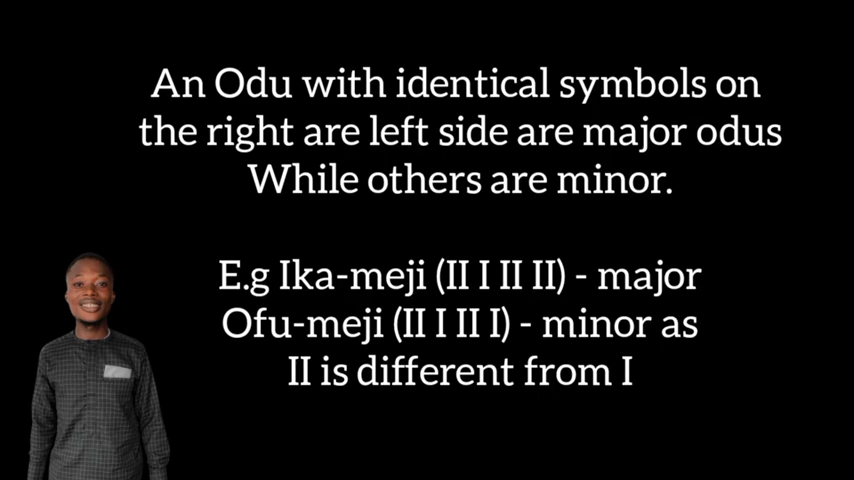 An Odu with identical symbols on
the right are left side are major odus
While others are minor.
E.g Ika-meji (II I II II) - major
Ofu-meji (II I II I) - minor as
II is different from I